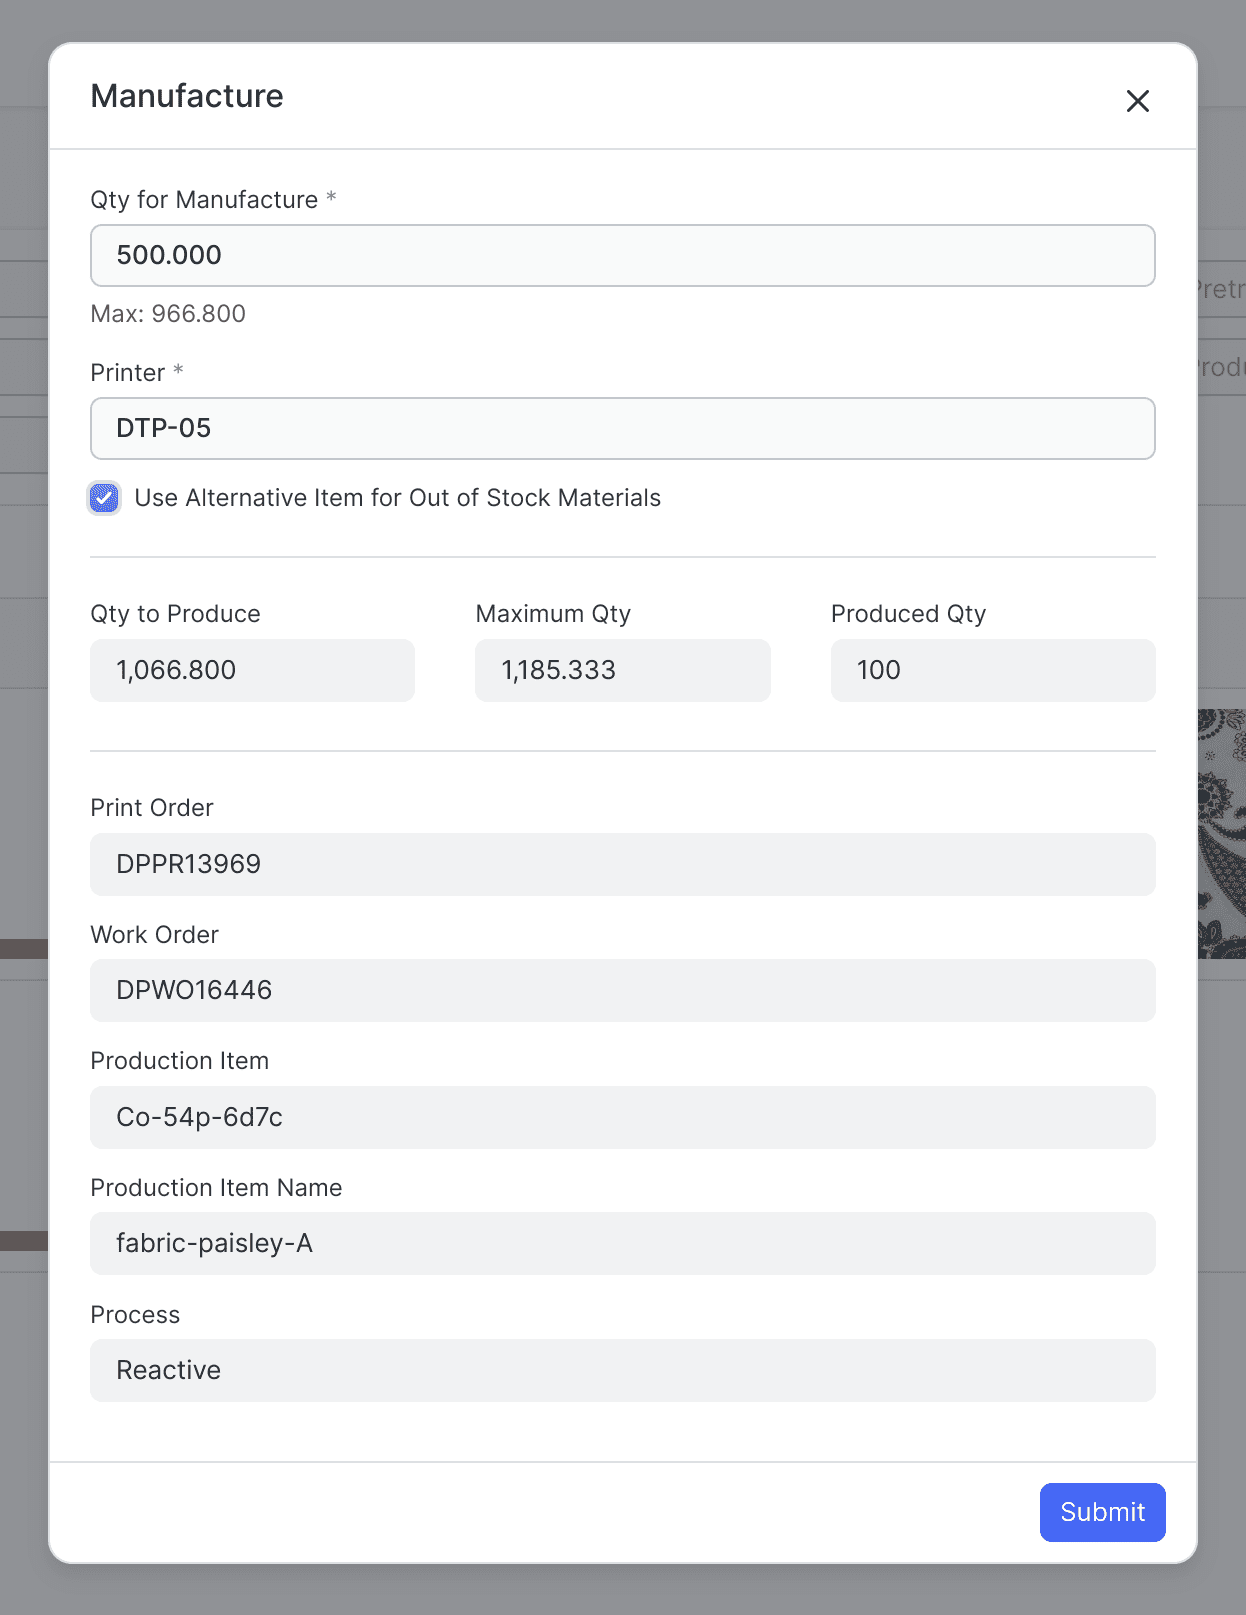 Manufacture
Qty for Manufacture *
500.000
Max: 966.800
Printer *
DTP-05
Use Alternative Item for Out of Stock Materials
Qty to Produce Maximum Qty Produced Qty
1,066.800 1,185.333 100
Print Order
DPPR13969
Work Order
DPWO16446
Production Item
Co-54p-6d7c
Production Item Name
fabric-paisley-A
Process
Reactive
Submit